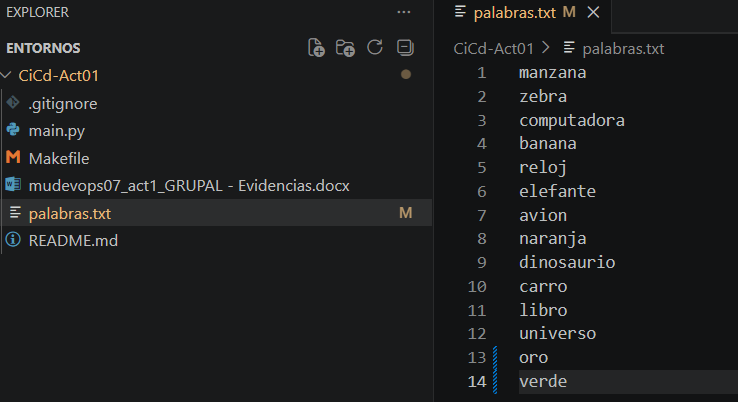 EXPLORER
ENTORNOS
CiCd-Act01
.gitignore
main.py
Makefile
mudevops07_act1_GRUPAL - Evidencias.docx
palabras.txt M
README.md
palabras.txt M
CiCd-Act01 > palabras.txt
1 manzana
2 zebra
3 computadora
4 banana
5 reloj
6 elefante
7 avion
8 naranja
9 dinosaurio
10 carro
11 libro
12 universo
13 oro
14 verde